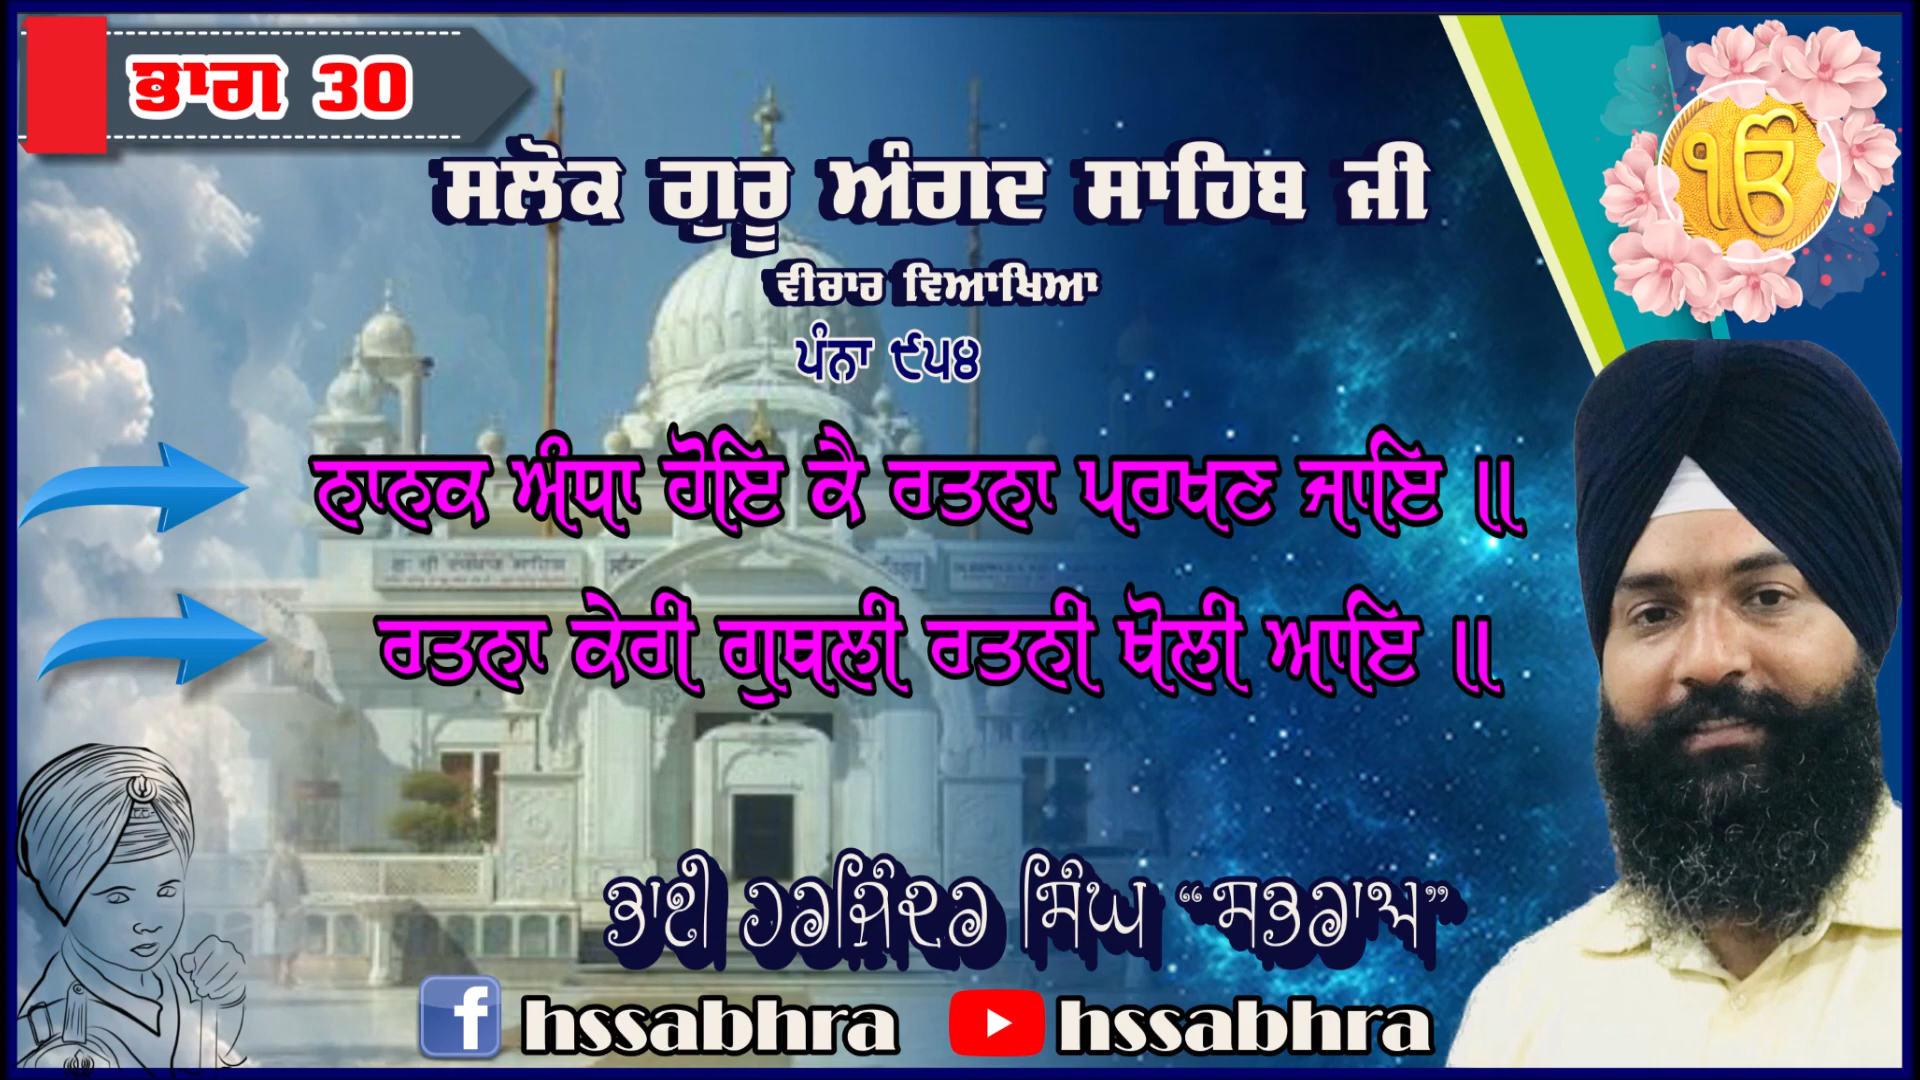 ਭਾਗ 30
ੴ
ਸਲੋਕ ਗੁਰੂ ਅੰਗਦ ਸਾਹਿਬ ਜੀ
ਵੀਚਾਰ ਵਿਆਖਿਆ
ਪੰਨਾ ੯੫੪
ਨਾਨਕ ਅੰਧਾ ਹੋਇ ਕੈ ਰਤਨਾ ਪਰਖਣ ਜਾਇ ॥
ਰਤਨਾ ਕੇਰੀ ਗੁਥਲੀ ਰਤਨੀ ਖੋਲੀ ਆਇ ॥
ਭਾਈ ਹਰਜਿੰਦਰ ਸਿੰਘ “ਸਭਰਾਅ”
f hssabhra hssabhra